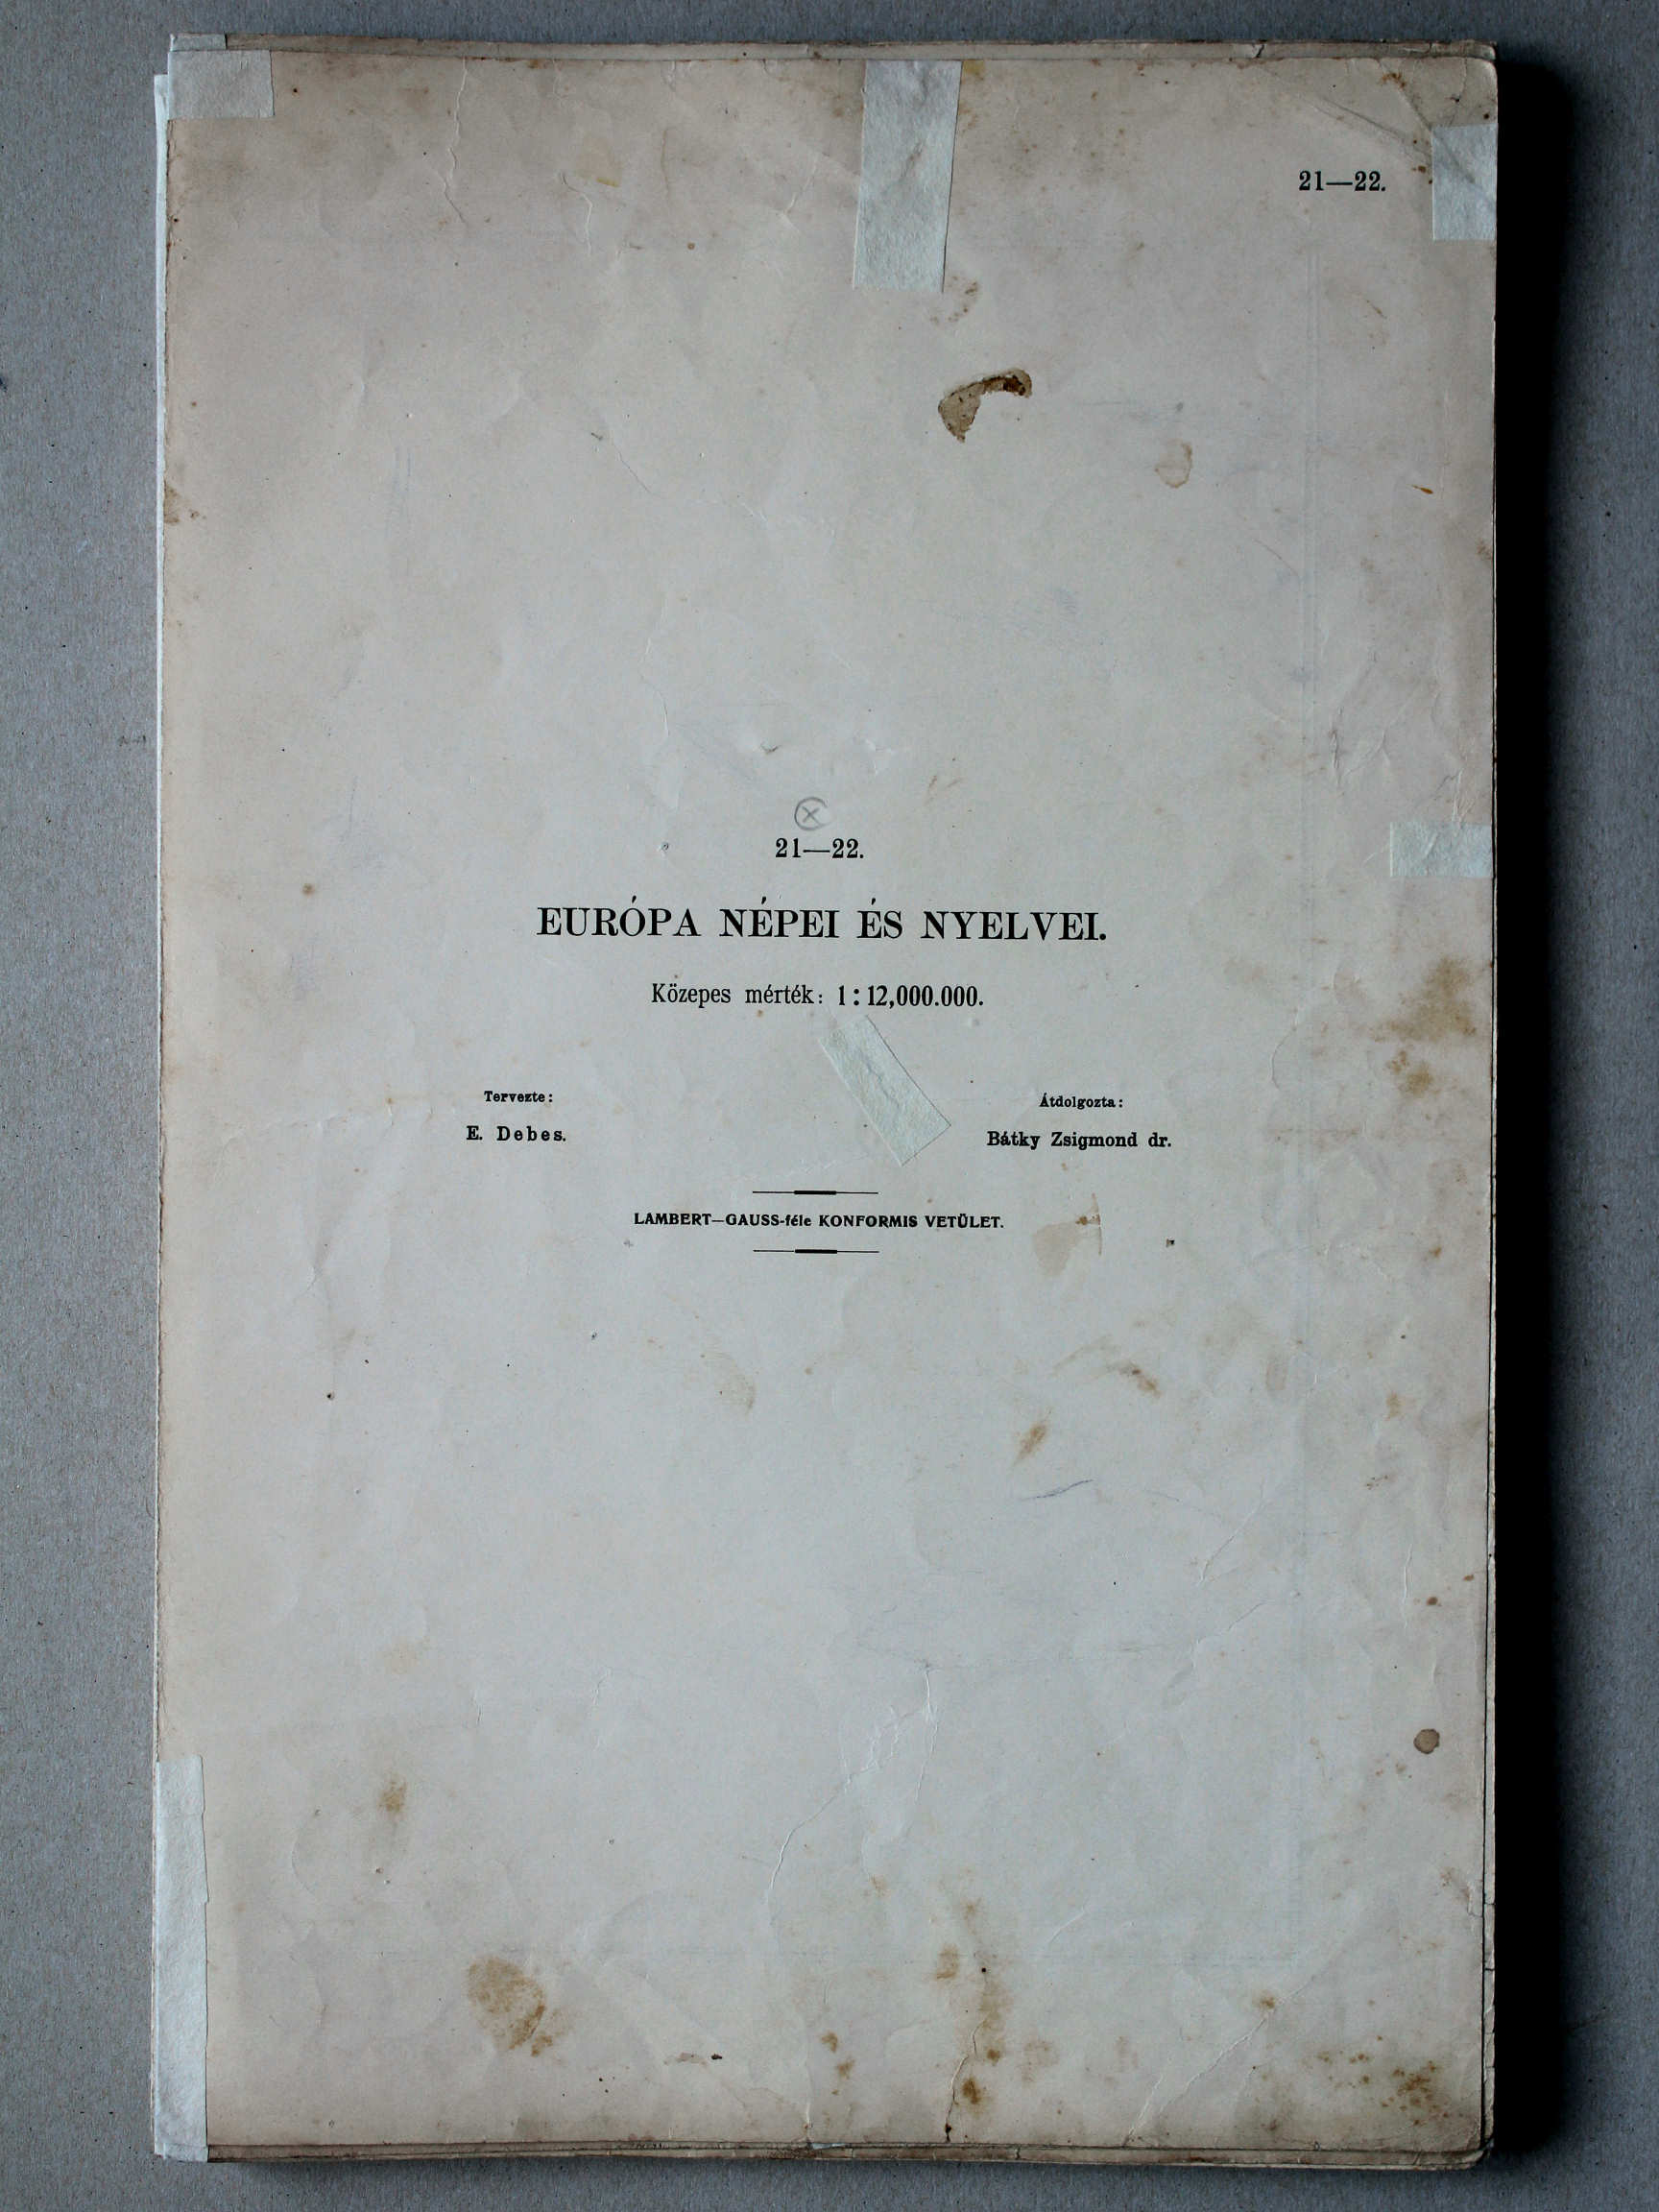 21—22.
21—22.
EURÓPA NÉPEI ÉS NYELVEI.
Közepes mérték: 1 : 12,000.000.
Tervezte:
E. Debes.
Átdolgozta:
Bátky Zsigmond dr.
LAMBERT—GAUSS-féle KONFORMIS VETÜLET.